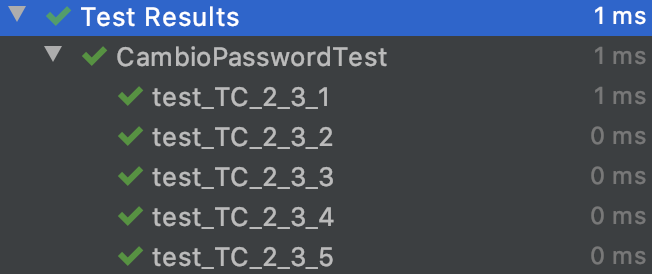 Test Results 1 ms
CambioPasswordTest 1 ms
test_TC_2_3_1 1 ms
test_TC_2_3_2 0 ms
test_TC_2_3_3 0 ms
test_TC_2_3_4 0 ms
test_TC_2_3_5 0 ms